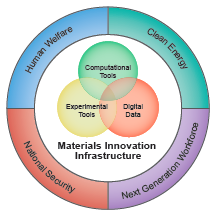 Human Welfare
Clean Energy
Computational
Tools
Experimental
Tools
Digital
Data
Materials Innovation
Infrastructure
National Security
Next Generation Workforce